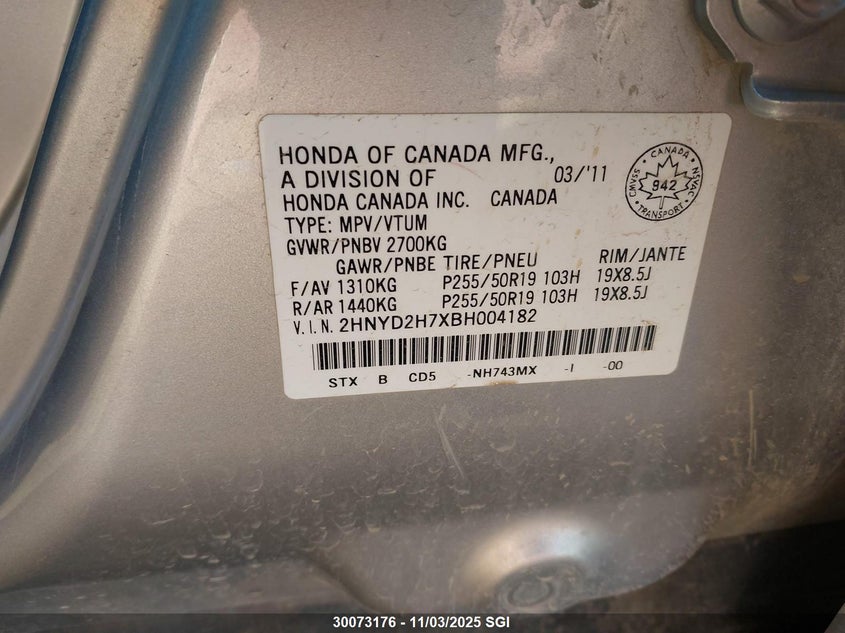 HONDA OF CANADA MFG.,
A DIVISION OF 03/'11
HONDA CANADA INC. CANADA
TYPE: MPV/VTUM
GVWR/PNBV 2700KG
GAWR/PNBE TIRE/PNEU RIM/JANTE
F/AV 1310KG P255/50R19 103H 19X8.5J
R/AR 1440KG P255/50R19 103H 19X8.5J
V.I.N. 2HNYD2H7XBH004182
STX B CD5 -NH743MX -I -00
CANADA
CMVSS 942 NSVAC
TRANSPORT
30073176 - 11/03/2025 SGI